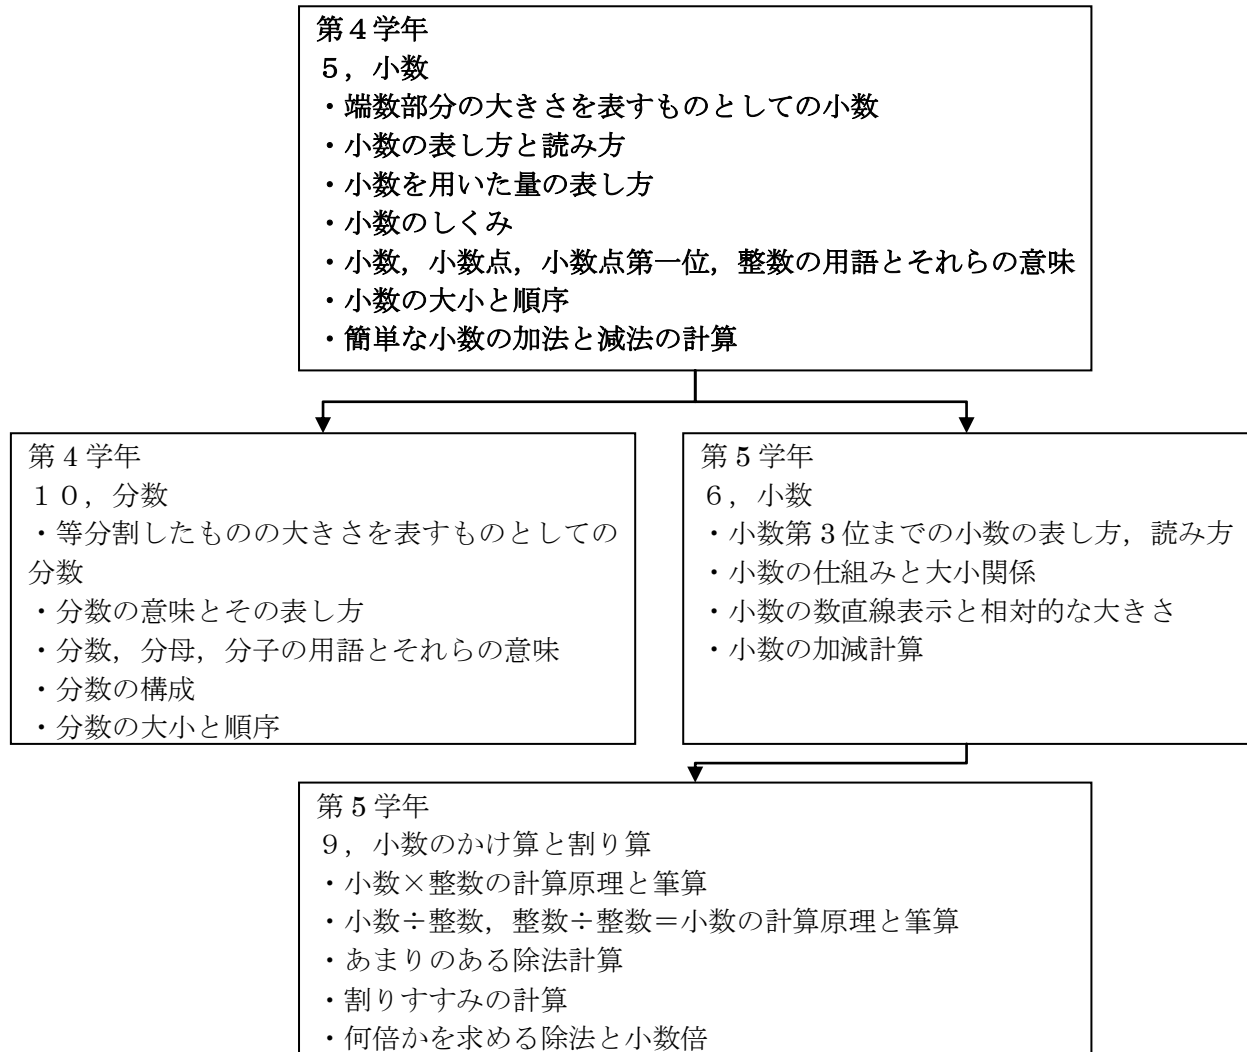 第４学年
５，小数
・端数部分の大きさを表すものとしての小数
・小数の表し方と読み方
・小数を用いた量の表し方
・小数のしくみ
・小数，小数点，小数点第一位，整数の用語とそれらの意味
・小数の大小と順序
・簡単な小数の加法と減法の計算
第 4 学年
１０，分数
・等分割したものの大きさを表すものとしての
分数
・分数の意味とその表し方
・分数，分母，分子の用語とそれらの意味
・分数の構成
・分数の大小と順序
第 5 学年
６，小数
・小数第 3 位までの小数の表し方，読み方
・小数の仕組みと大小関係
・小数の数直線表示と相対的な大きさ
・小数の加減計算
第 5 学年
９，小数のかけ算と割り算
・小数×整数の計算原理と筆算
・小数÷整数，整数÷整数＝小数の計算原理と筆算
・あまりのある除法計算
・割りすすみの計算
・何倍かを求める除法と小数倍